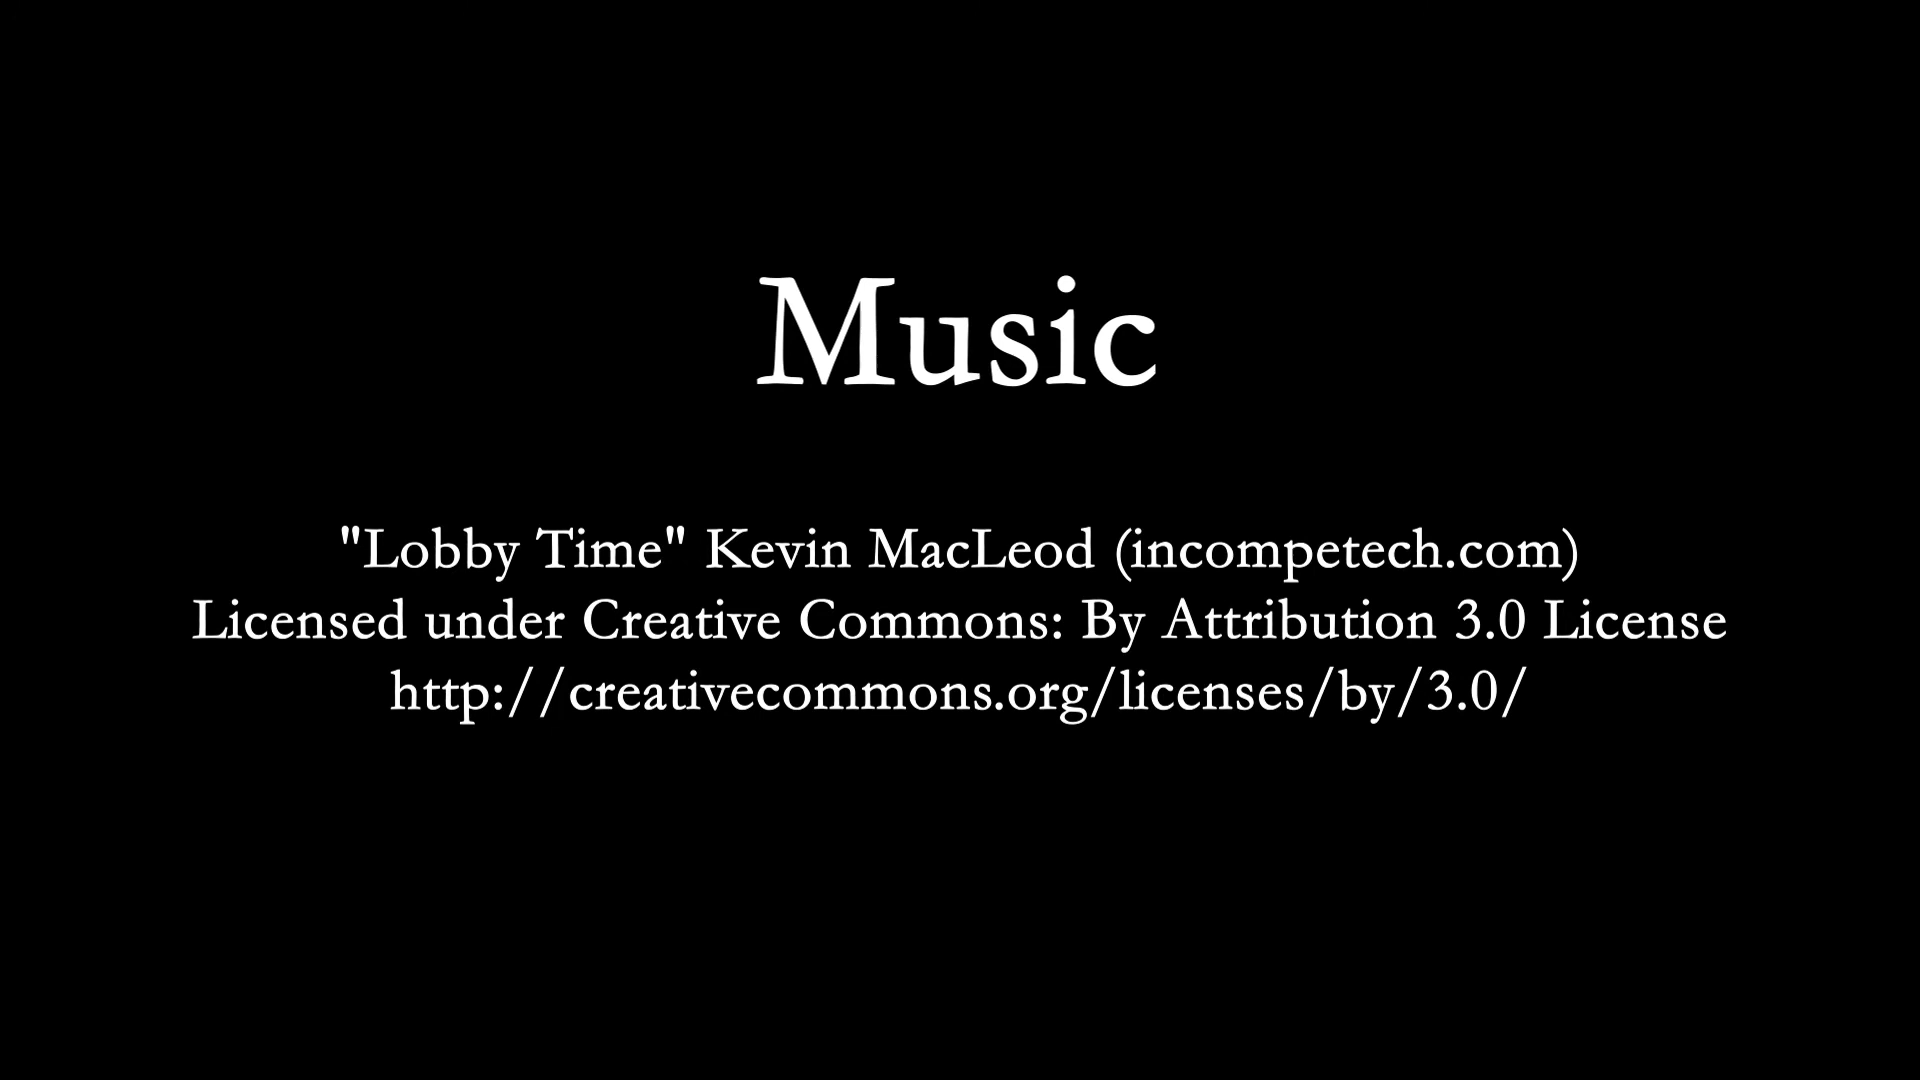 Music
"Lobby Time" Kevin MacLeod (incompetech.com)
Licensed under Creative Commons: By Attribution 3.0 License
http://creativecommons.org/licenses/by/3.0/